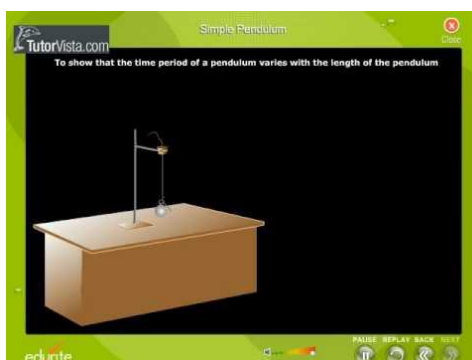 Simple Pendulum
Close
TutorVista.com
To show that the time period of a pendulum varies with the length of the pendulum
PAUSE REPLAY BACK NEXT
edurite